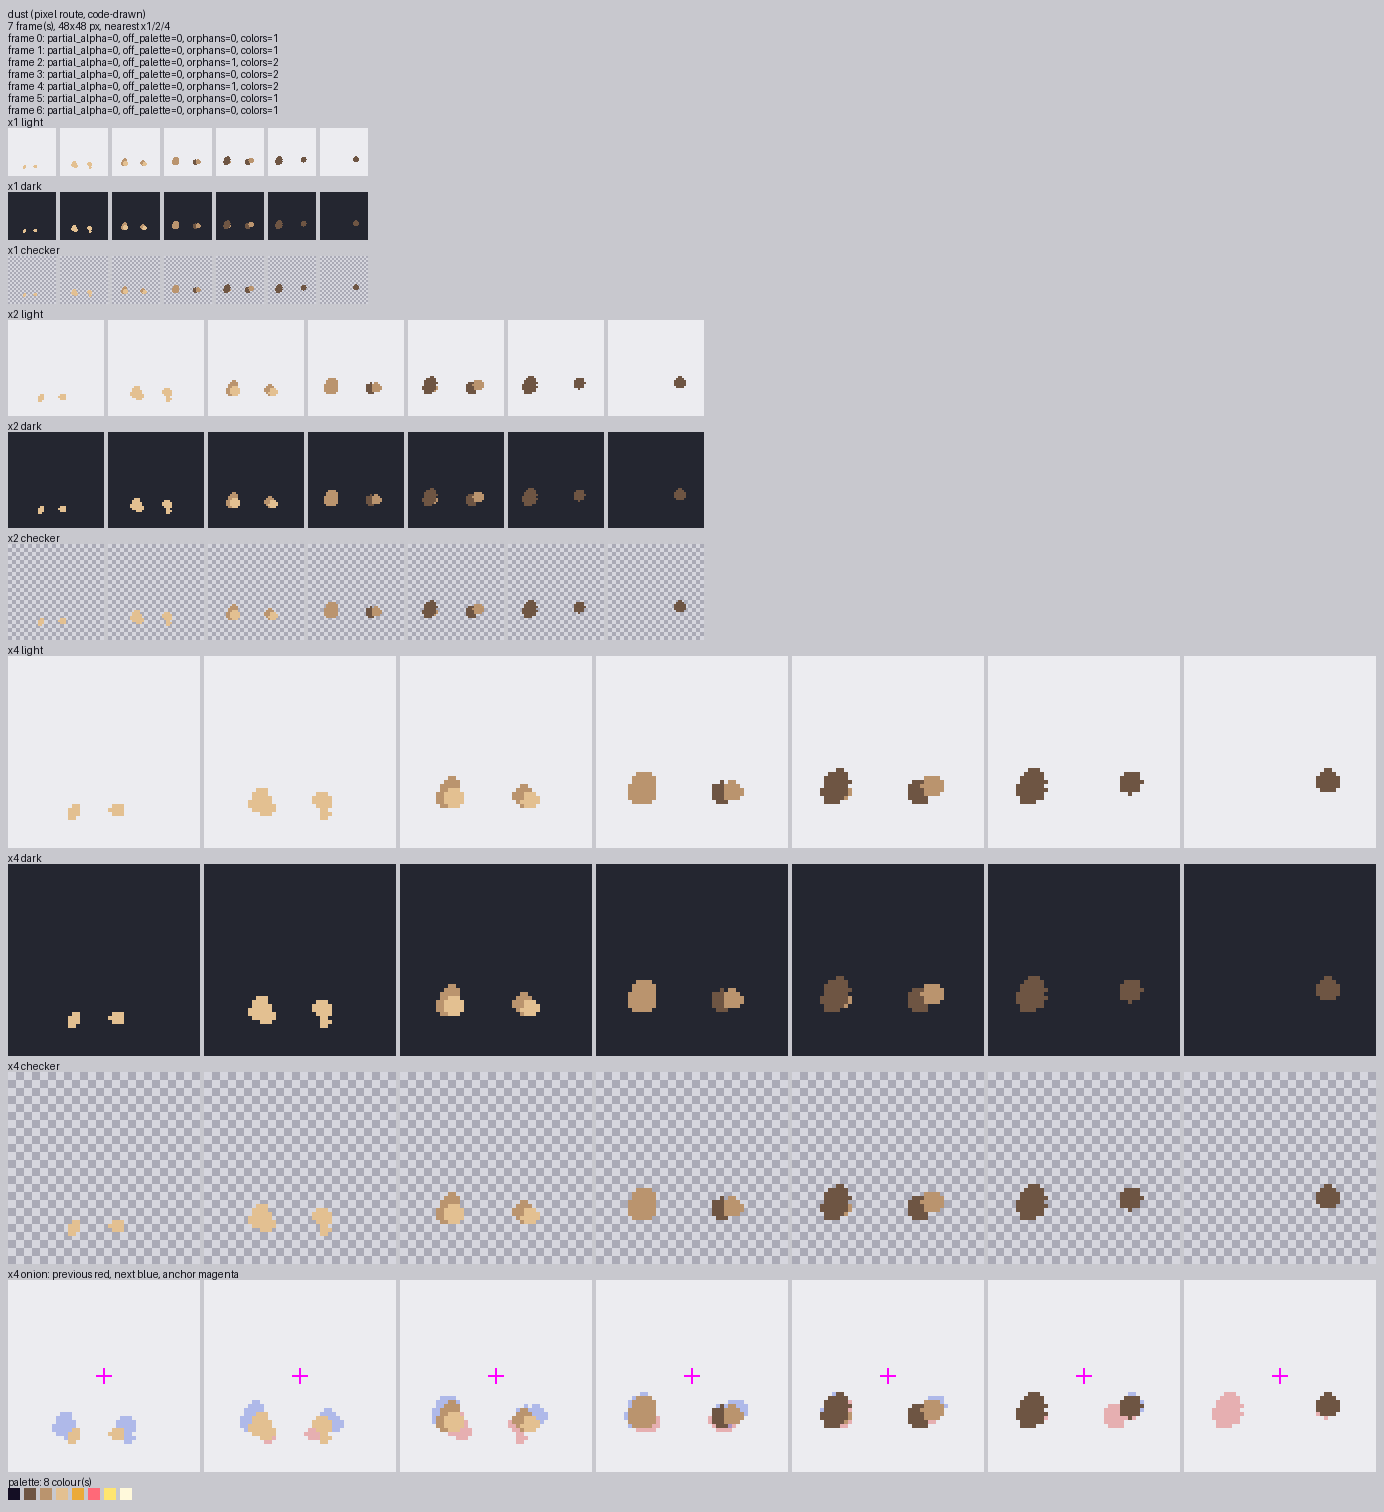 dust (pixel route, code-drawn)
7 frame(s), 48x48 px, nearest x1/2/4
frame 0: partial_alpha=0, off_palette=0, orphans=0, colors=1
frame 1: partial_alpha=0, off_palette=0, orphans=0, colors=1
frame 2: partial_alpha=0, off_palette=0, orphans=1, colors=2
frame 3: partial_alpha=0, off_palette=0, orphans=0, colors=2
frame 4: partial_alpha=0, off_palette=0, orphans=1, colors=2
frame 5: partial_alpha=0, off_palette=0, orphans=0, colors=1
frame 6: partial_alpha=0, off_palette=0, orphans=0, colors=1
x1 light
x1 dark
x1 checker
x2 light
x2 dark
x2 checker
x4 light
x4 dark
x4 checker
x4 onion: previous red, next blue, anchor magenta
palette: 8 colour(s)